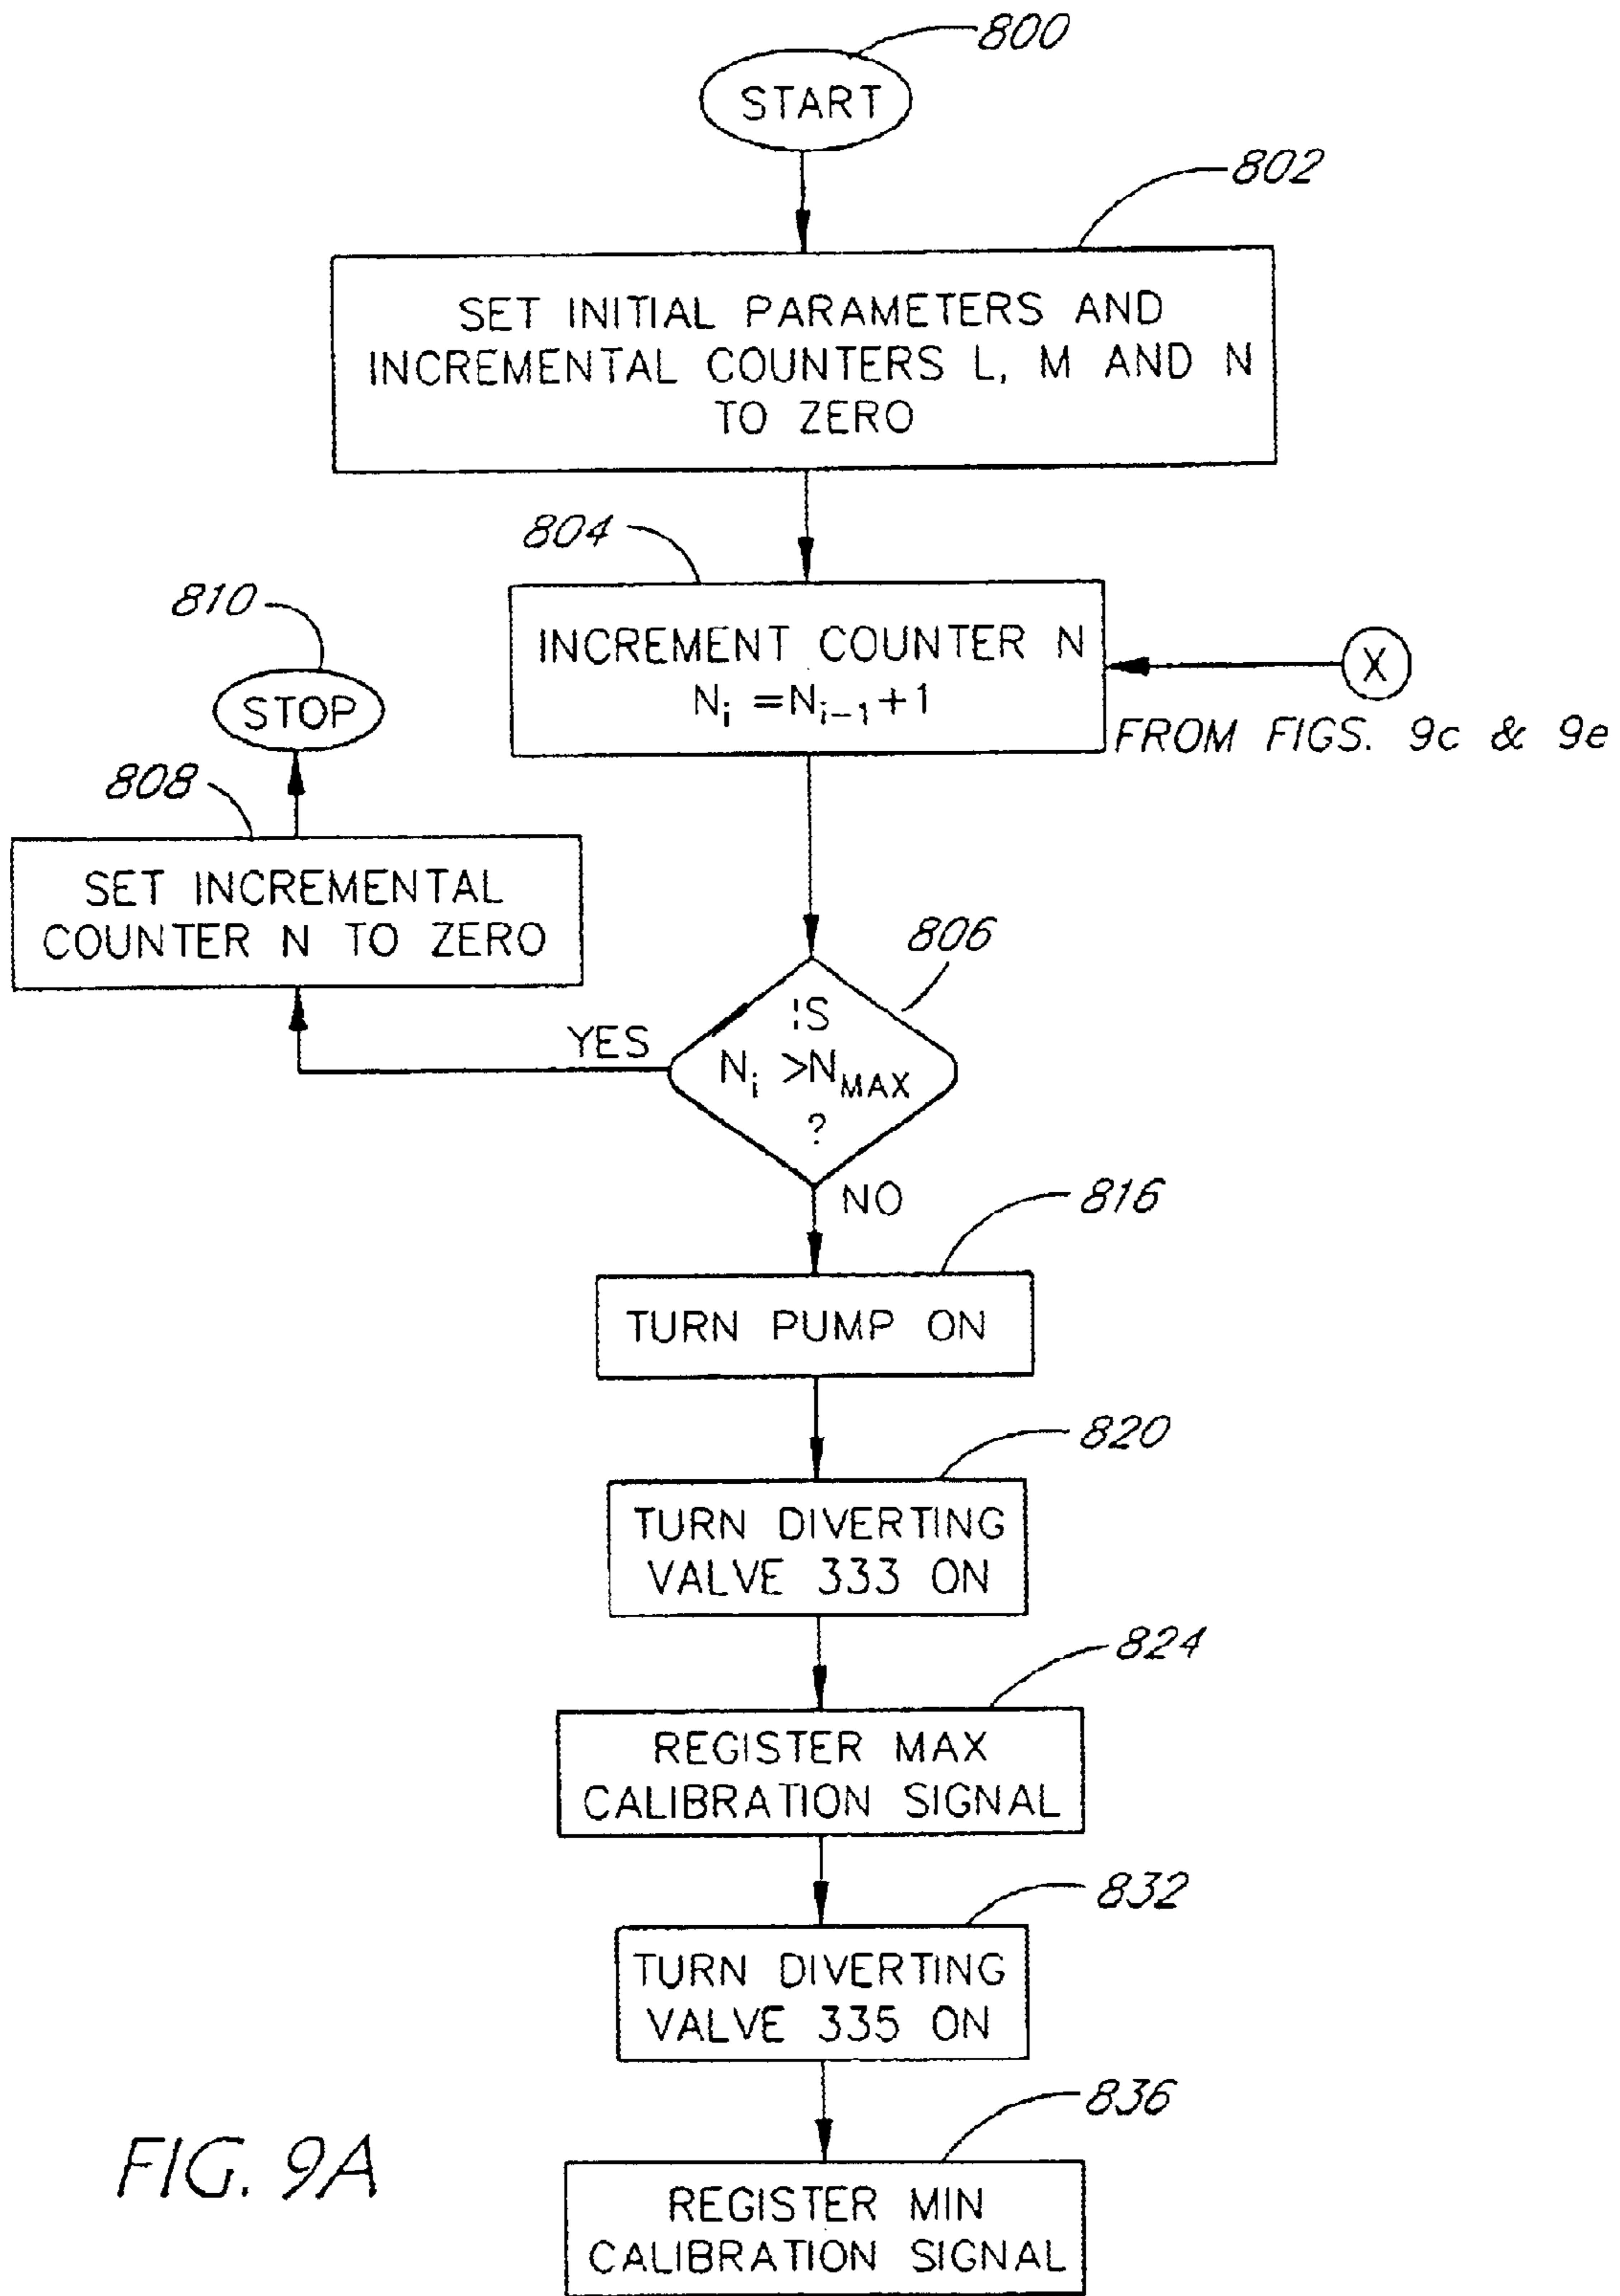 800
START
802
SET INITIAL PARAMETERS AND
INCREMENTAL COUNTERS L, M AND N
TO ZERO
804
INCREMENT COUNTER N
N_i = N_{i-1} + 1
X
FROM FIGS. 9c & 9e
810
STOP
808
SET INCREMENTAL
COUNTER N TO ZERO
806
IS
N_i > N_MAX
?
YES
NO
816
TURN PUMP ON
820
TURN DIVERTING
VALVE 333 ON
824
REGISTER MAX
CALIBRATION SIGNAL
832
TURN DIVERTING
VALVE 335 ON
836
REGISTER MIN
CALIBRATION SIGNAL
FIG. 9A